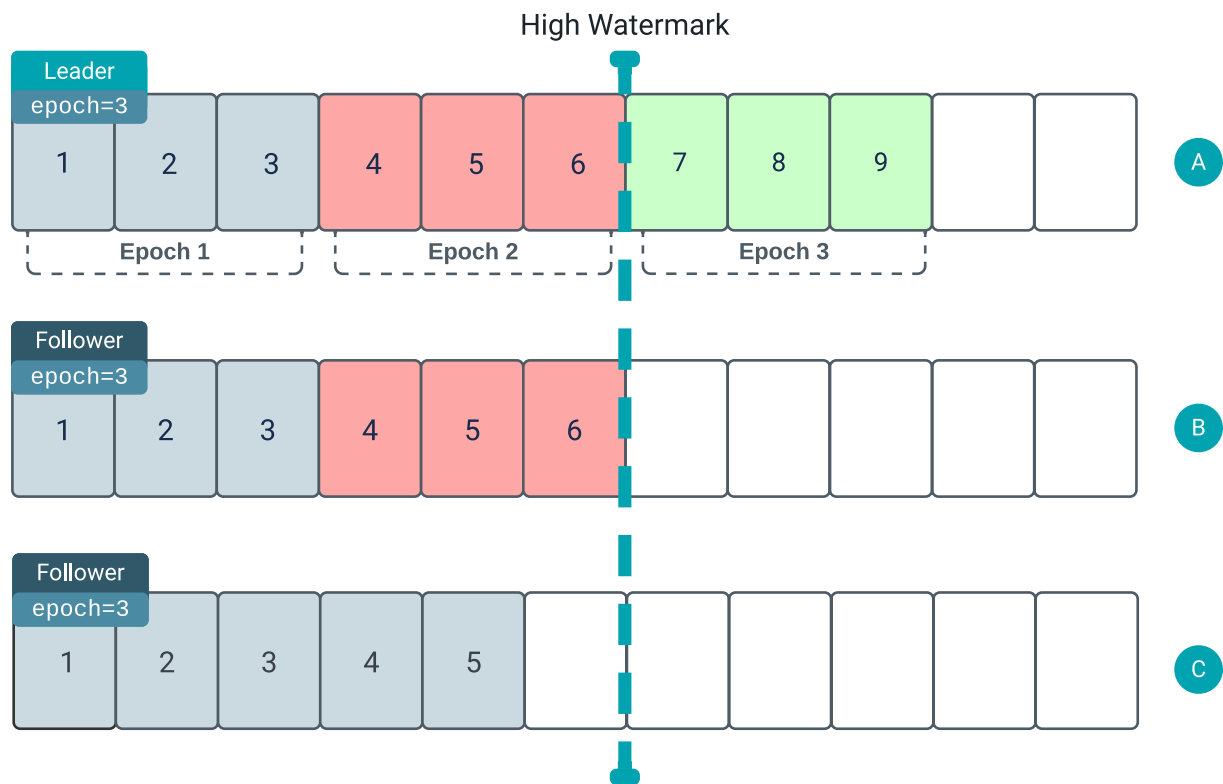 High Watermark
Leader
epoch=3
1 2 3 4 5 6 7 8 9
A
Epoch 1 Epoch 2 Epoch 3
Follower
epoch=3
1 2 3 4 5 6
B
Follower
epoch=3
1 2 3 4 5
C